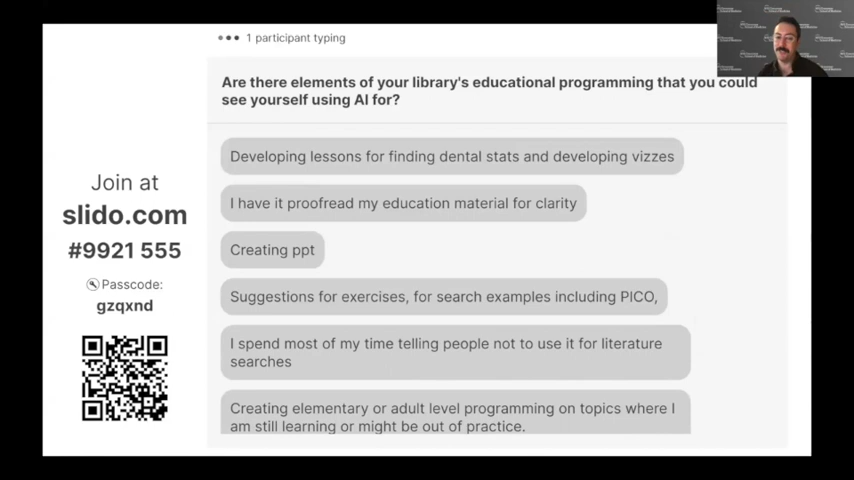 1 participant typing
Are there elements of your library's educational programming that you could
see yourself using AI for?
Join at
slido.com
#9921 555
Passcode:
gzqxnd
Developing lessons for finding dental stats and developing vizzes
I have it proofread my education material for clarity
Creating ppt
Suggestions for exercises, for search examples including PICO,
I spend most of my time telling people not to use it for literature
searches
Creating elementary or adult level programming on topics where I
am still learning or might be out of practice.